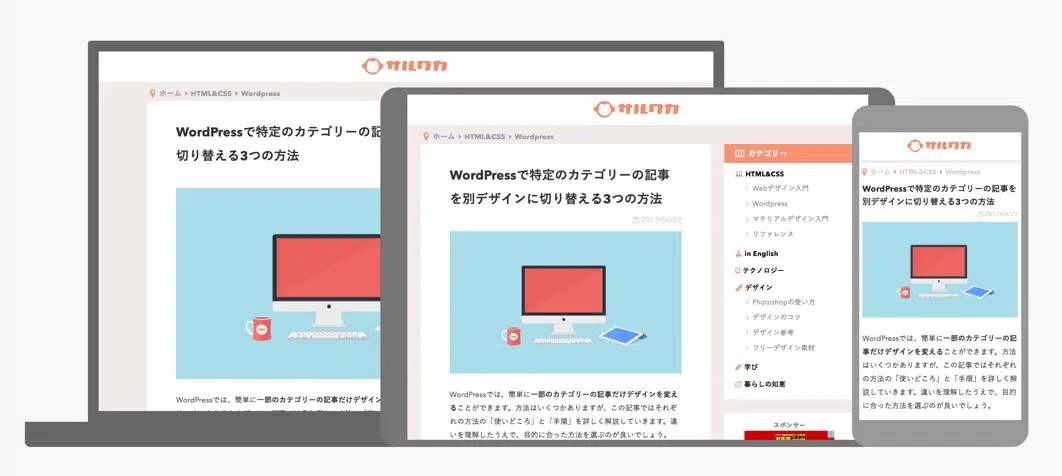 サルワカ
ホーム › HTML&CSS › Wordpress
WordPressで特定のカテゴリーの記
切り替える3つの方法
WordPressでは、簡単に一部のカテゴリーの記事だけデザイン
サルワカ
ホーム › HTML&CSS › Wordpress
WordPressで特定のカテゴリーの記事
を別デザインに切り替える3つの方法
2017/04/22
WordPressでは、簡単に一部のカテゴリーの記事だけデザインを変え
ることができます。方法はいくつかありますが、この記事ではそれぞ
れの方法の「使いどころ」と「手順」を詳しく解説していきます。違
いを理解したうえで、目的に合った方法を選ぶのが良いでしょう。
カテゴリー
HTML&CSS
Webデザイン入門
Wordpress
マテリアルデザイン入門
リファレンス
in English
テクノロジー
デザイン
Photoshopの使い方
デザインのコツ
デザイン参考
フリーデザイン素材
学び
暮らしの知恵
スポンサー
サルワカ
ホーム › HTML&CSS › Wordpress
WordPressで特定のカテゴリーの記事を
別デザインに切り替える3つの方法
2017/04/22
WordPressでは、簡単に一部のカテゴリーの記
事だけデザインを変えることができます。方法
はいくつかありますが、この記事ではそれぞれ
の方法の「使いどころ」と「手順」を詳しく解
説していきます。違いを理解したうえで、目的
に合った方法を選ぶのが良いでしょう。